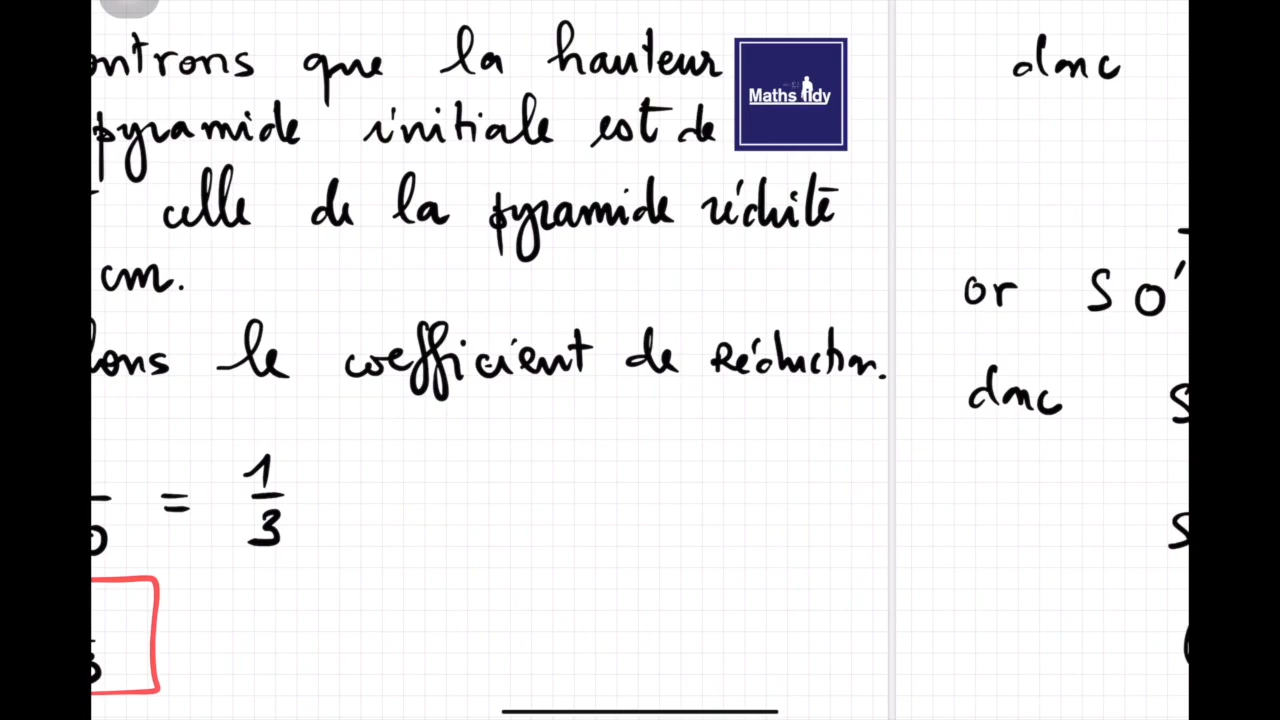 ontrons que la hauteur
pyramide initiale est de
celle de la pyramide réduite
cm.
lons le coefficient de réduction.
= 1/3
Maths
donc
or SO'
donc S
S